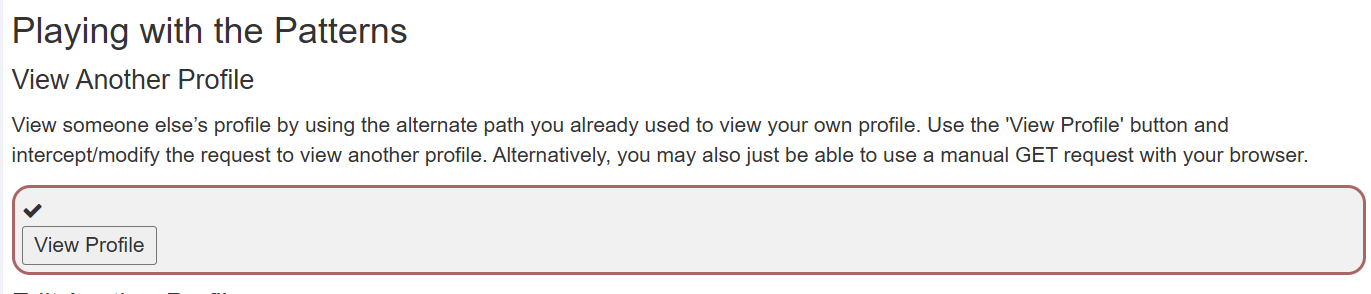 Playing with the Patterns
View Another Profile
View someone else’s profile by using the alternate path you already used to view your own profile. Use the 'View Profile' button and
intercept/modify the request to view another profile. Alternatively, you may also just be able to use a manual GET request with your browser.
View Profile